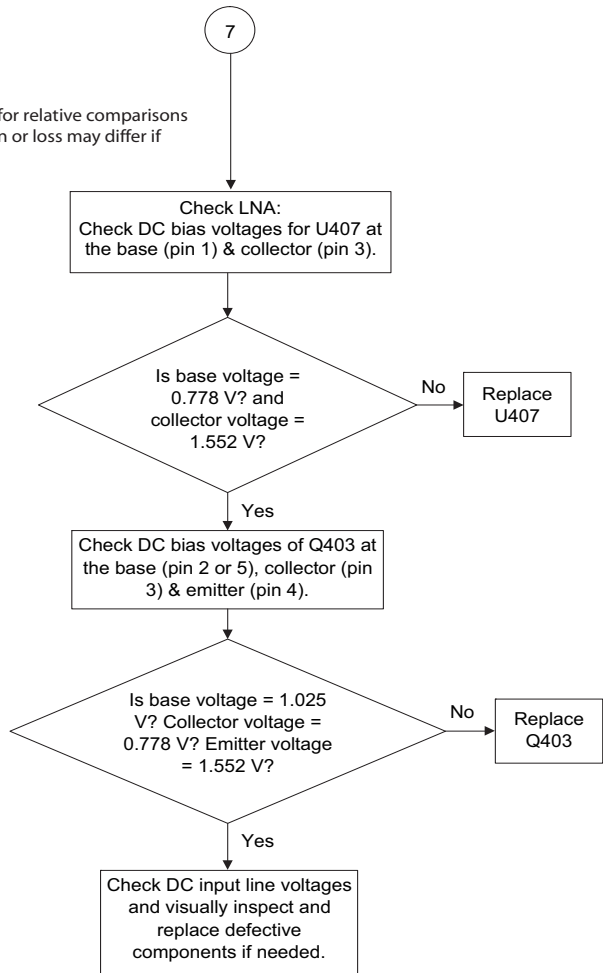 7
for relative comparisons
or loss may differ if
Check LNA:
Check DC bias voltages for U407 at
the base (pin 1) & collector (pin 3).
Is base voltage =
0.778 V? and
collector voltage =
1.552 V?
No
Replace
U407
Yes
Check DC bias voltages of Q403 at
the base (pin 2 or 5), collector (pin
3) & emitter (pin 4).
Is base voltage = 1.025
V? Collector voltage =
0.778 V? Emitter voltage
= 1.552 V?
No
Replace
Q403
Yes
Check DC input line voltages
and visually inspect and
replace defective
components if needed.